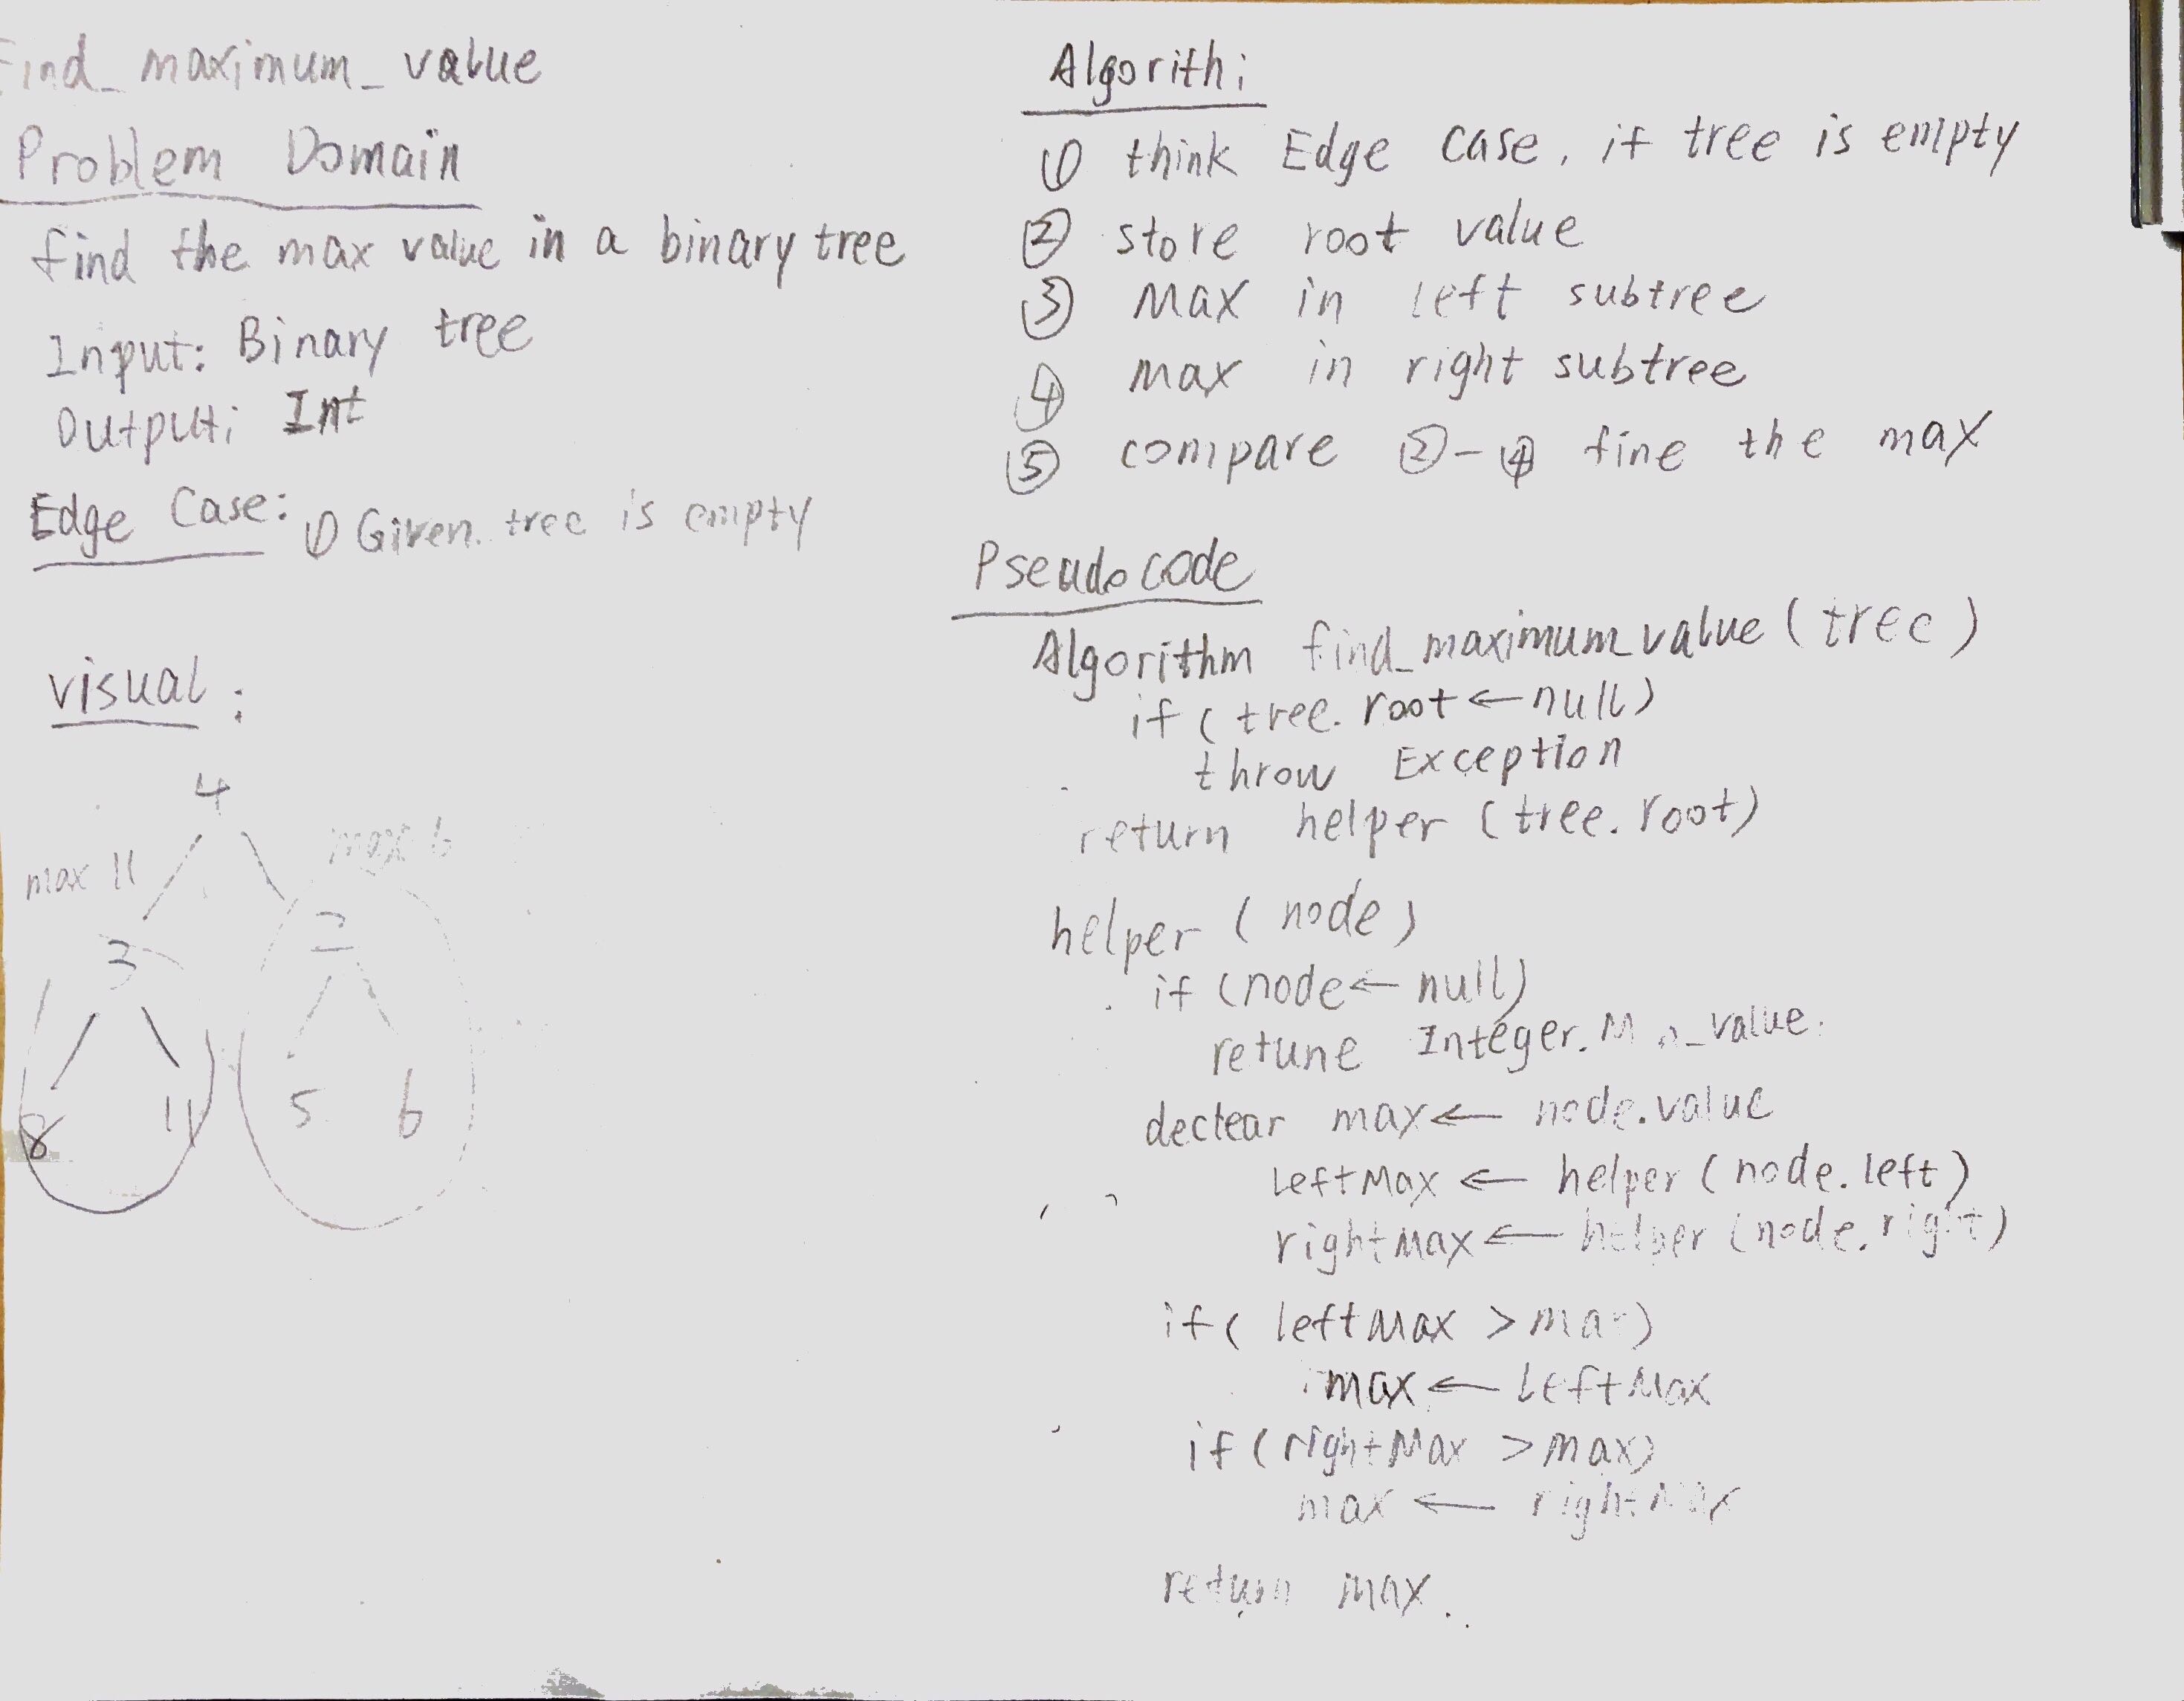 Find_maximum_value
Problem Domain
find the max value in a binary tree
Input: Binary tree
Output: Int
Edge Case: ① Given tree is empty
visual:
4
max 11
max 6
3
2
8
11
5
6
Algorith:
① think Edge Case, if tree is empty
② store root value
③ Max in left subtree
④ max in right subtree
⑤ compare ②-④ fine the max
Pseudo code
Algorithm find_maximum_value (tree)
if (tree.root ← null)
throw Exception
return helper (tree.root)
helper (node)
if (node ← null)
retune Integer. _value
dectear max ← node.value
LeftMax ← helper (node.left)
rightMax ← helper (node.right)
if (leftMax > max)
max ← LeftMax
if (rightMax > max)
max ← rightMax
return max.